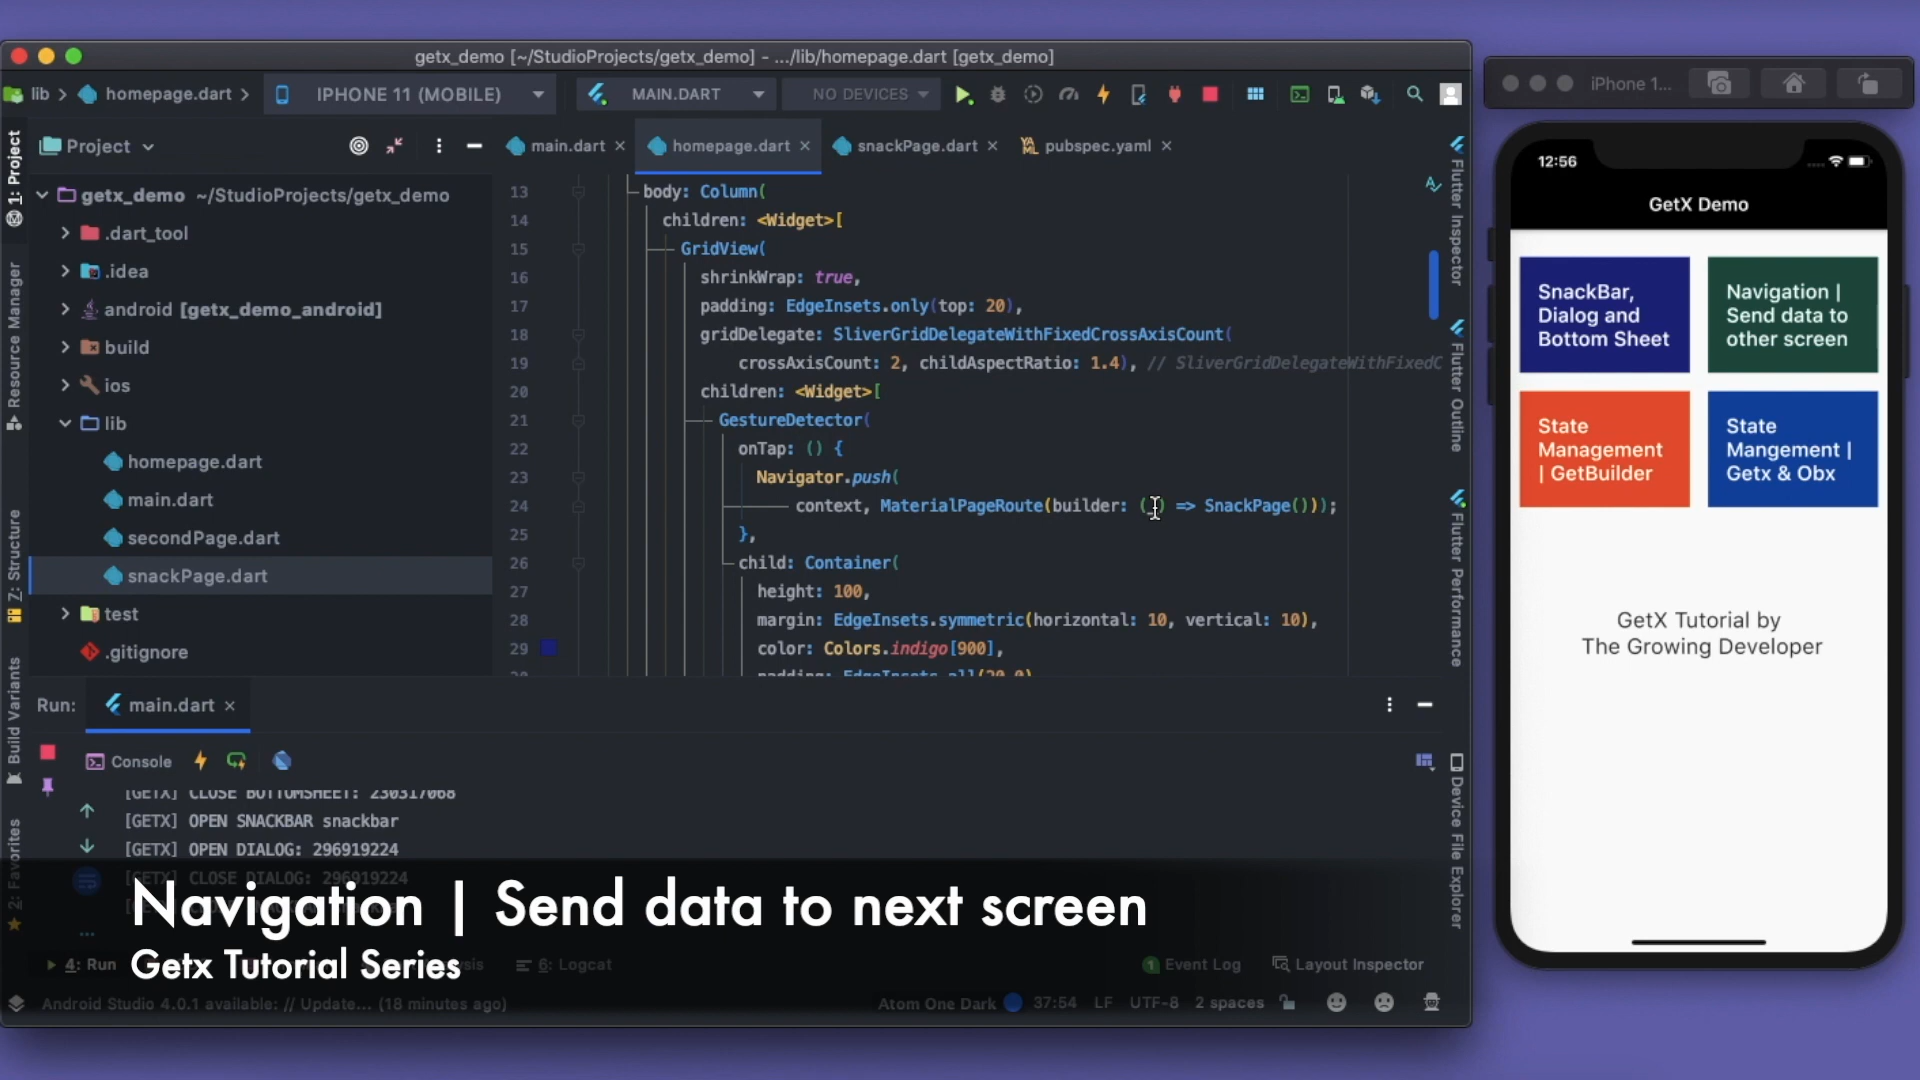 getx_demo [~/StudioProjects/getx_demo] - .../lib/homepage.dart [getx_demo]
lib
homepage.dart
IPHONE 11 (MOBILE)
MAIN.DART
NO DEVICES
1: Project
Resource Manager
Z: Structure
Build Variants
2: Favorites
Project
getx_demo ~/StudioProjects/getx_demo
.dart_tool
.idea
android [getx_demo_android]
build
ios
lib
homepage.dart
main.dart
secondPage.dart
snackPage.dart
test
.gitignore
main.dart
homepage.dart
snackPage.dart
YAML
pubspec.yaml
13 body: Column(
14 children: <Widget>[
15 GridView(
16 shrinkWrap: true,
17 padding: EdgeInsets.only(top: 20),
18 gridDelegate: SliverGridDelegateWithFixedCrossAxisCount(
19 crossAxisCount: 2, childAspectRatio: 1.4), // SliverGridDelegateWithFixedC
20 children: <Widget>[
21 GestureDetector(
22 onTap: () {
23 Navigator.push(
24 context, MaterialPageRoute(builder: (_) => SnackPage()));
25 },
26 child: Container(
27 height: 100,
28 margin: EdgeInsets.symmetric(horizontal: 10, vertical: 10),
29 color: Colors.indigo[900],
padding: EdgeInsets.all(20.0)
Flutter Inspector
Flutter Outline
Flutter Performance
Device File Explorer
Run:
main.dart
Console
[GETX] CLOSE BOTTOMSHEET: 230317068
[GETX] OPEN SNACKBAR snackbar
[GETX] OPEN DIALOG: 296919224
[GETX] CLOSE DIALOG: 296919224
Navigation | Send data to next screen
Getx Tutorial Series
4: Run
6: Logcat
1 Event Log
Layout Inspector
Android Studio 4.0.1 available: // Update... (18 minutes ago)
Atom One Dark
37:54
LF
UTF-8
2 spaces
iPhone 1...
12:56
GetX Demo
SnackBar,
Dialog and
Bottom Sheet
Navigation |
Send data to
other screen
State
Management
| GetBuilder
State
Mangement |
Getx & Obx
GetX Tutorial by
The Growing Developer